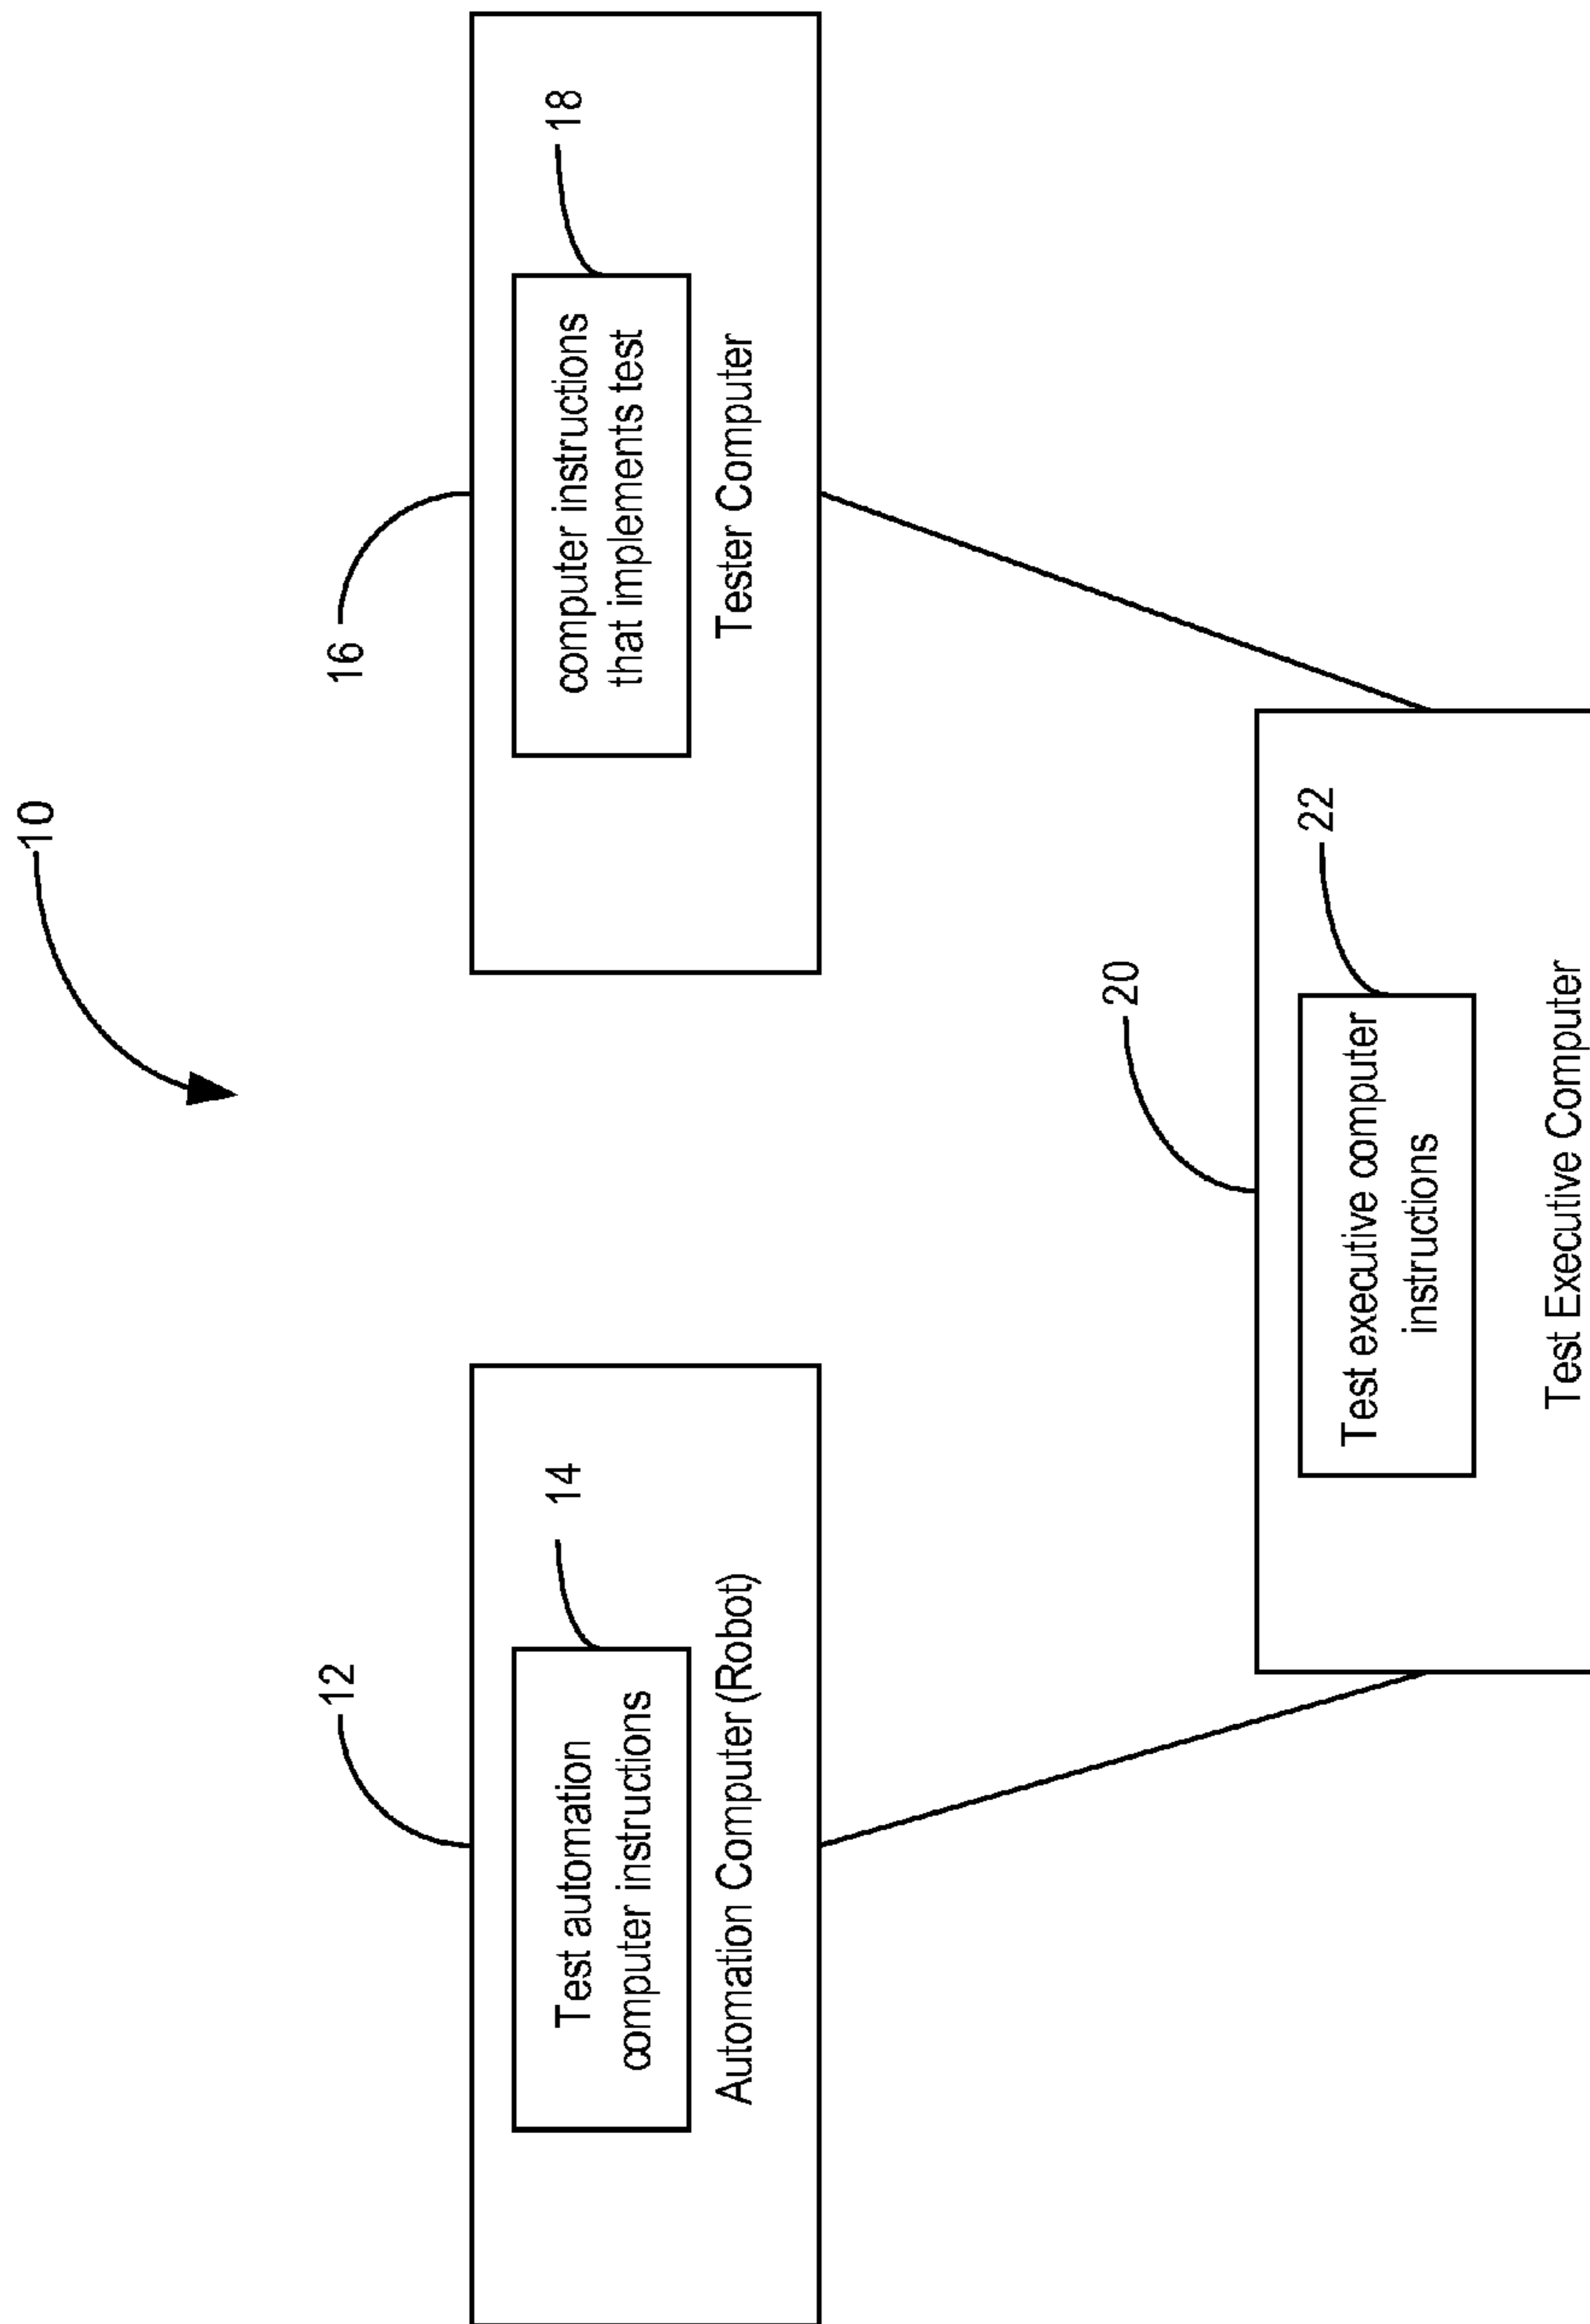 10
12
14
Test automation
computer instructions
Automation Computer (Robot)
16
18
computer instructions
that implements test
Tester Computer
20
22
Test executive computer
instructions
Test Executive Computer